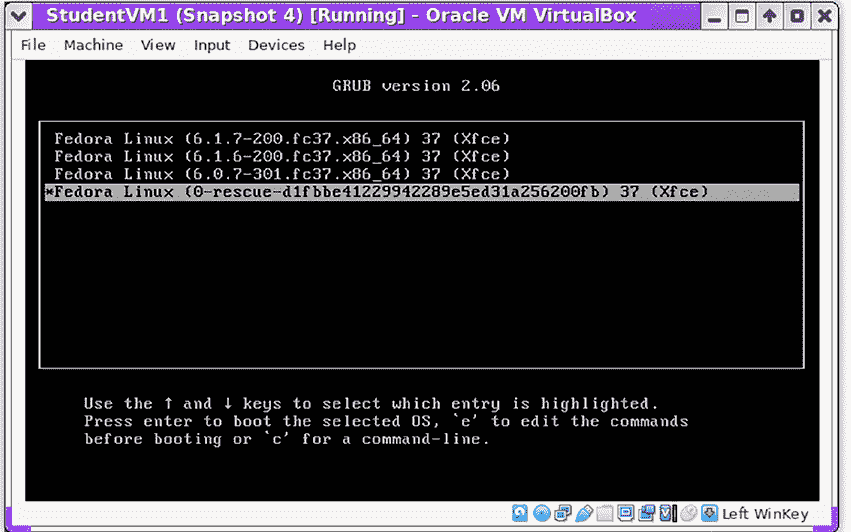 StudentVM1 (Snapshot 4) [Running] - Oracle VM VirtualBox
File Machine View Input Devices Help
GRUB version 2.06
Fedora Linux (6.1.7-200.fc37.x86_64) 37 (Xfce)
Fedora Linux (6.1.6-200.fc37.x86_64) 37 (Xfce)
Fedora Linux (6.0.7-301.fc37.x86_64) 37 (Xfce)
*Fedora Linux (0-rescue-d1fbbe41229942289e5ed31a256200fb) 37 (Xfce)
Use the ↑ and ↓ keys to select which entry is highlighted.
Press enter to boot the selected OS, `e' to edit the commands
before booting or `c' for a command-line.
Left WinKey